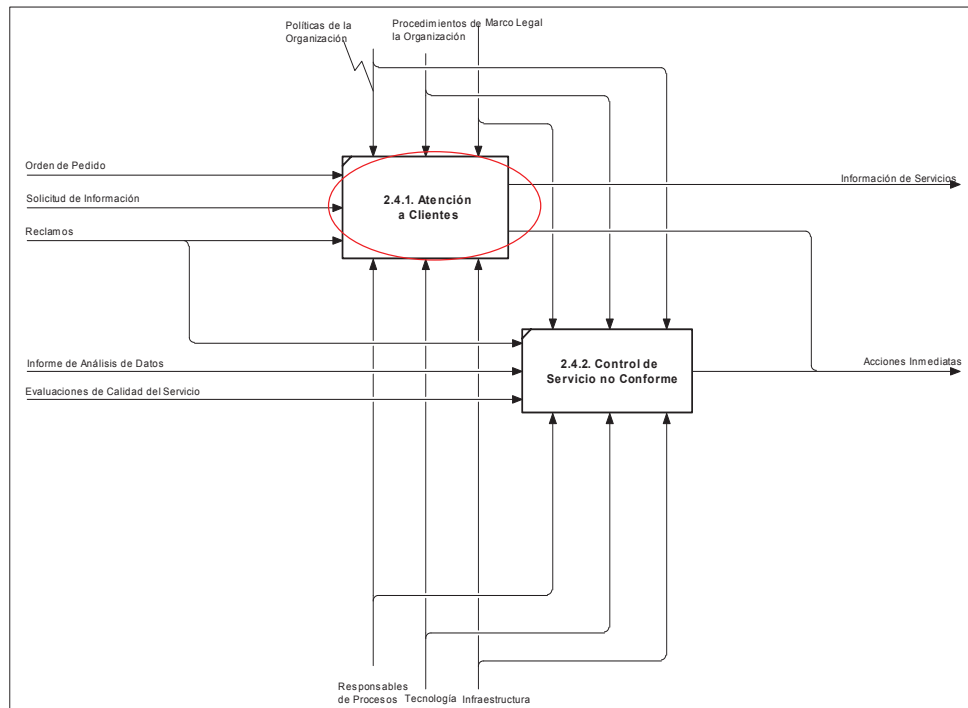 Políticas de la
Organización
Procedimientos de
la Organización
Marco Legal
Orden de Pedido
Solicitud de Información
Reclamos
2.4.1. Atención
a Clientes
Información de Servicios
Informe de Análisis de Datos
Evaluaciones de Calidad del Servicio
2.4.2. Control de
Servicio no Conforme
Acciones Inmediatas
Responsables
de Procesos
Tecnología
Infraestructura